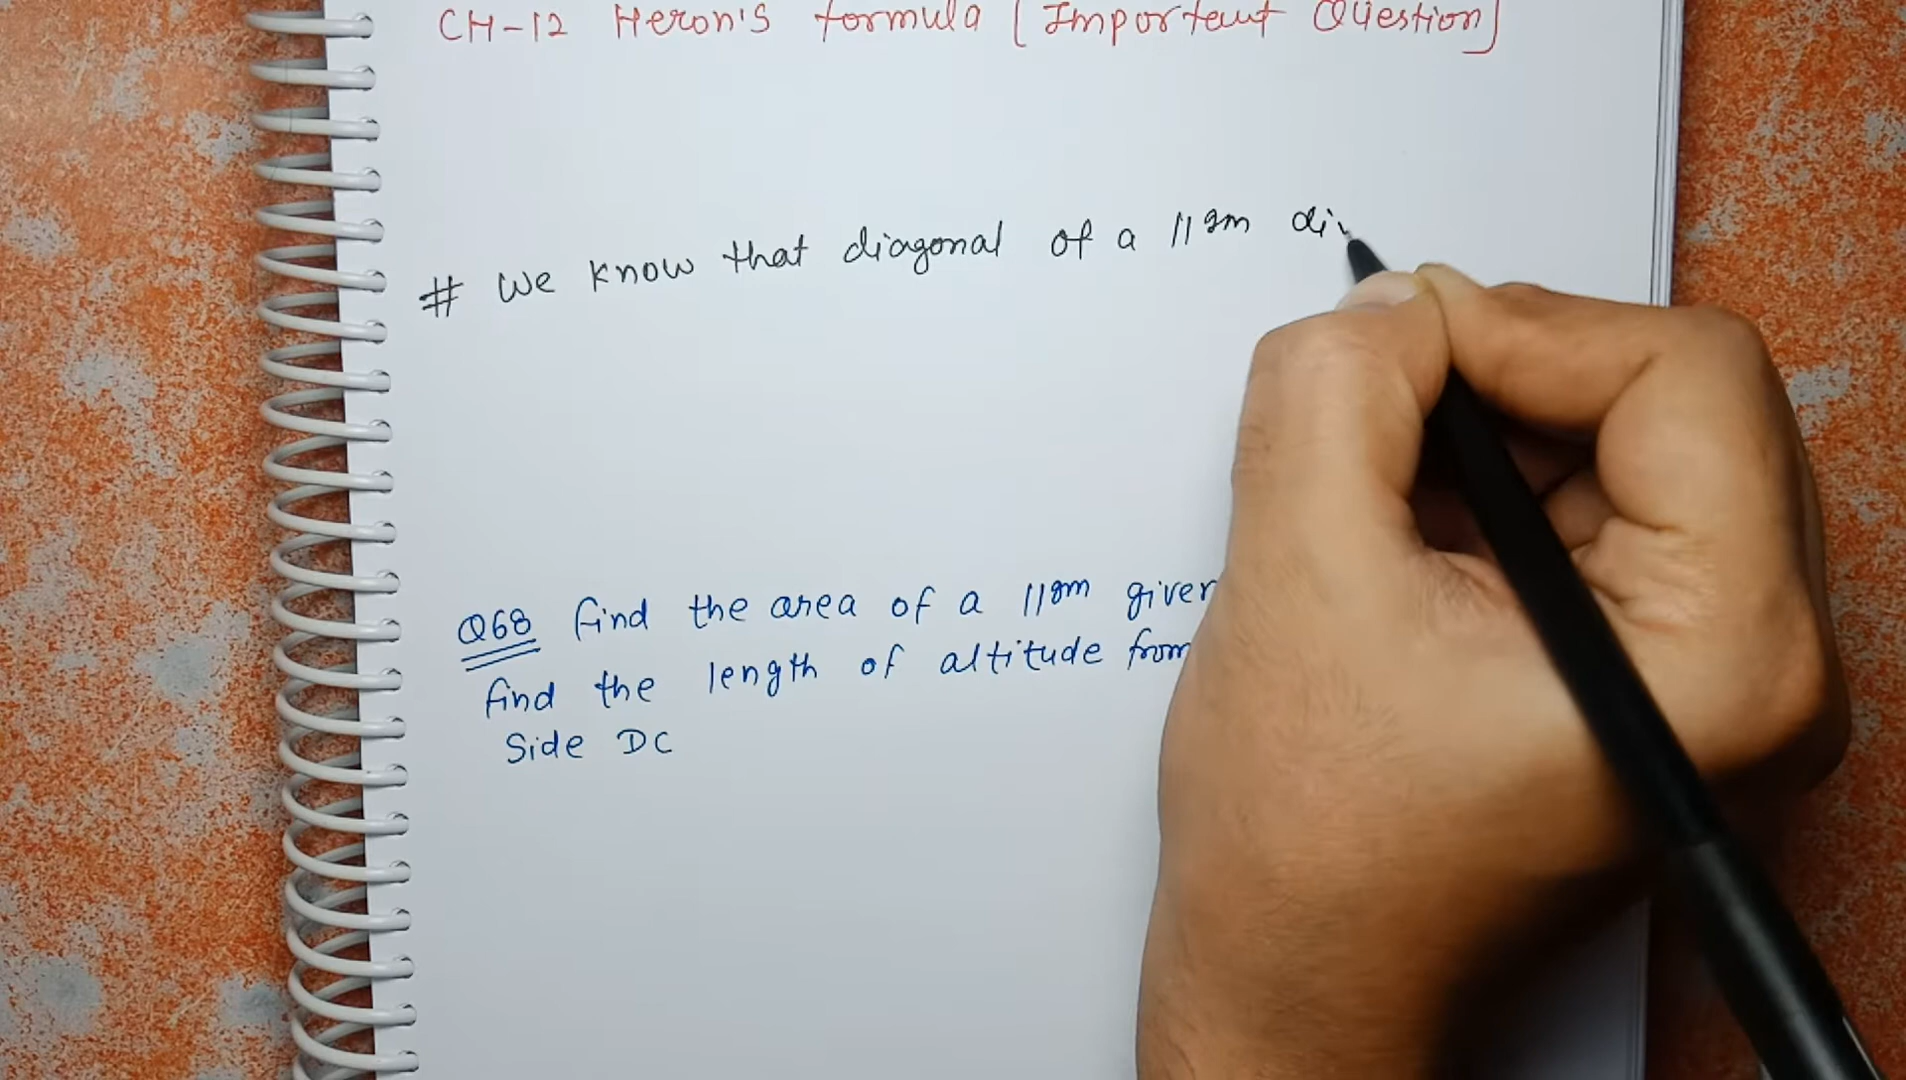 CH-12 Heron's formula [Important Question]
# We know that diagonal of a ||gm div
Q68 find the area of a ||gm given
find the length of altitude from
Side DC